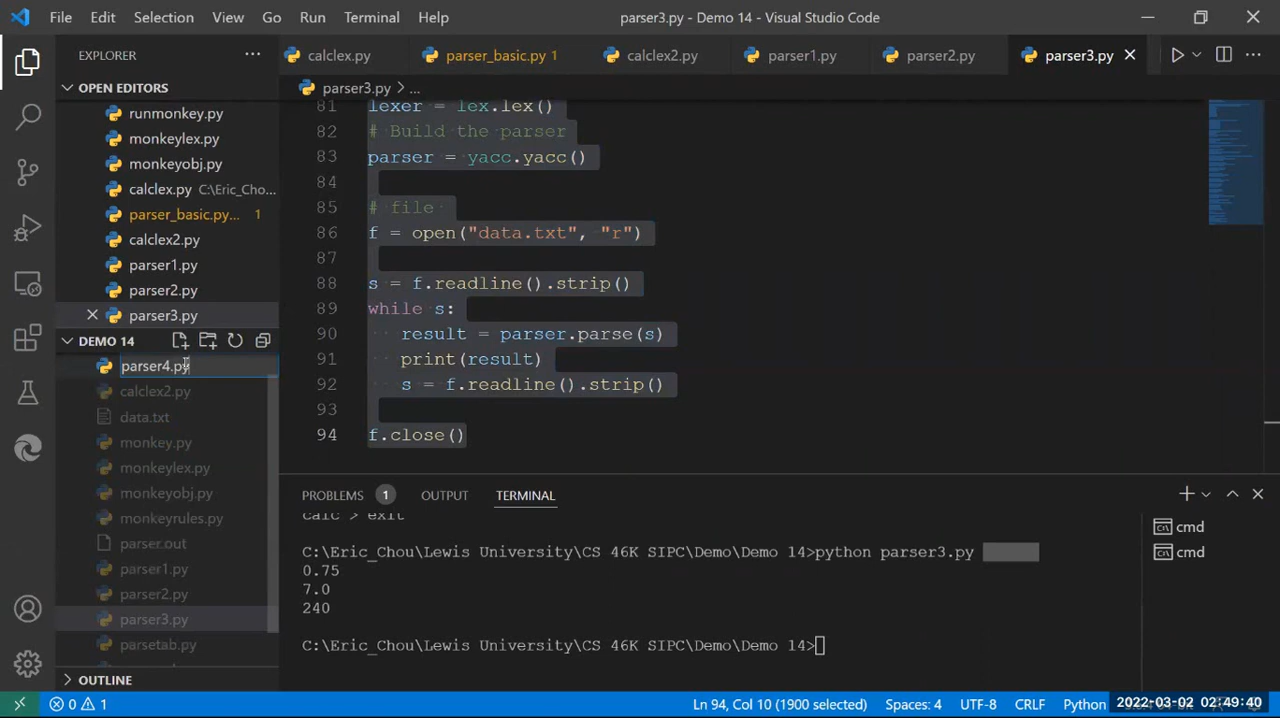 File Edit Selection View Go Run Terminal Help parser3.py - Demo 14 - Visual Studio Code
EXPLORER
OPEN EDITORS
runmonkey.py
monkeylex.py
monkeyobj.py
calclex.py C:\Eric_Cho...
parser_basic.py... 1
calclex2.py
parser1.py
parser2.py
parser3.py
DEMO 14
parser4.py
calclex2.py
data.txt
monkey.py
monkeylex.py
monkeyobj.py
monkeyrules.py
parser.out
parser1.py
parser2.py
parser3.py
parsetab.py
OUTLINE
calclex.py parser_basic.py 1 calclex2.py parser1.py parser2.py parser3.py
parser3.py > ...
81 lexer = lex.lex()
82 # Build the parser
83 parser = yacc.yacc()
84
85 # file
86 f = open("data.txt", "r")
87
88 s = f.readline().strip()
89 while s:
90 result = parser.parse(s)
91 print(result)
92 s = f.readline().strip()
93
94 f.close()
PROBLEMS 1 OUTPUT TERMINAL
calc > exit
C:\Eric_Chou\Lewis University\CS 46K SIPC\Demo\Demo 14>python parser3.py
0.75
7.0
240
C:\Eric_Chou\Lewis University\CS 46K SIPC\Demo\Demo 14>
cmd
cmd
0 1 Ln 94, Col 10 (1900 selected) Spaces: 4 UTF-8 CRLF Python 2022-03-02 02:49:40